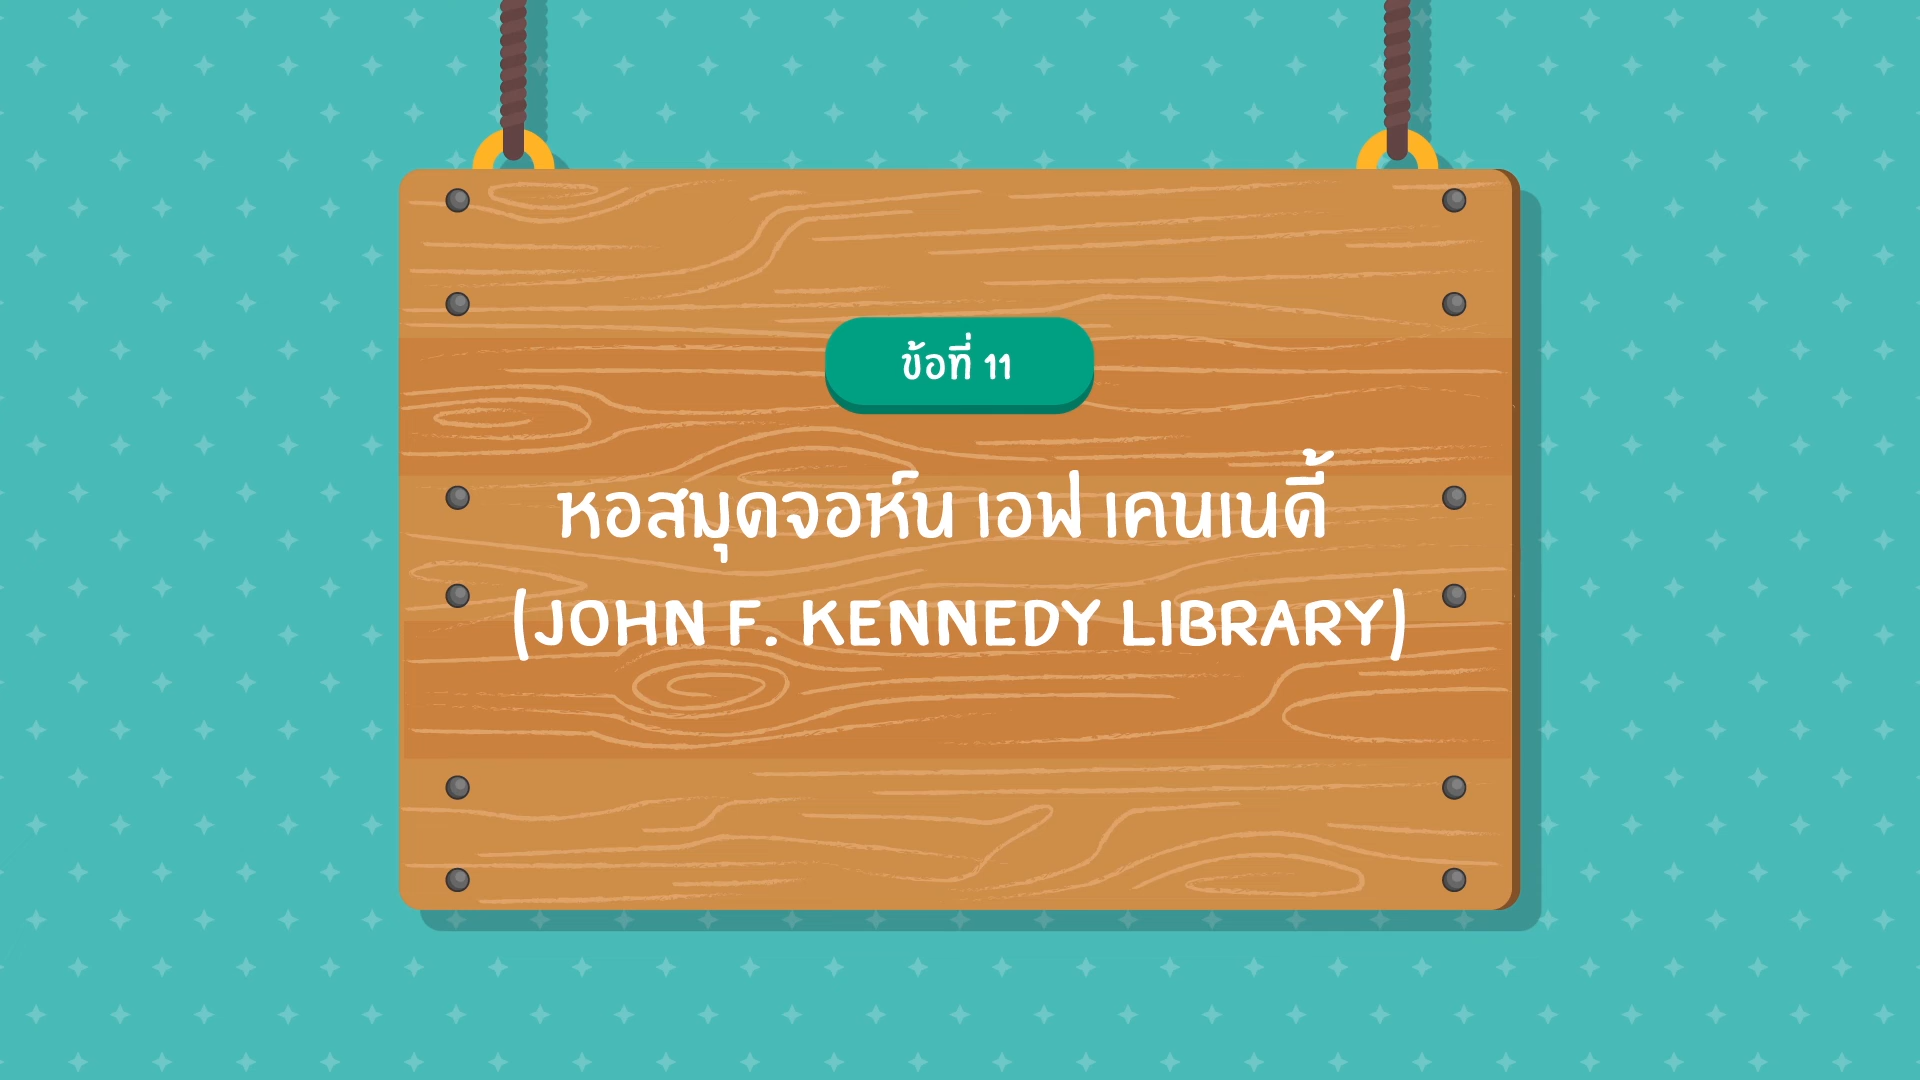 ข้อที่ 11
หอสมุดจอห์น เอฟ เคนเนดี้
(JOHN F. KENNEDY LIBRARY)